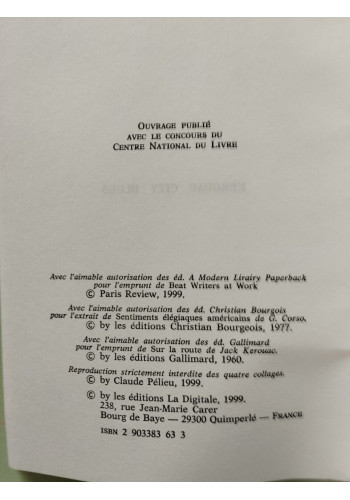 OUVRAGE PUBLIÉ
AVEC LE CONCOURS DU
CENTRE NATIONAL DU LIVRE
Avec l'aimable autorisation des éd. A Modern Lirairy Paperback
pour l'emprunt de Beat Writers at Work
© Paris Review, 1999.
Avec l'aimable autorisation des éd. Christian Bourgois
pour l'extrait de Sentiments élégiaques américains de G. Corso.
© by les éditions Christian Bourgeois, 1977.
Avec l'aimable autorisation des éd. Gallimard
pour l'emprunt de Sur la route de Jack Kerouac.
© by les éditions Gallimard, 1960.
Reproduction strictement interdite des quatre collages.
© by Claude Pélieu, 1999.
© by les éditions La Digitale, 1999.
238, rue Jean-Marie Carer
Bourg de Baye – 29300 Quimperlé – FRANCE
ISBN 2 903383 63 3